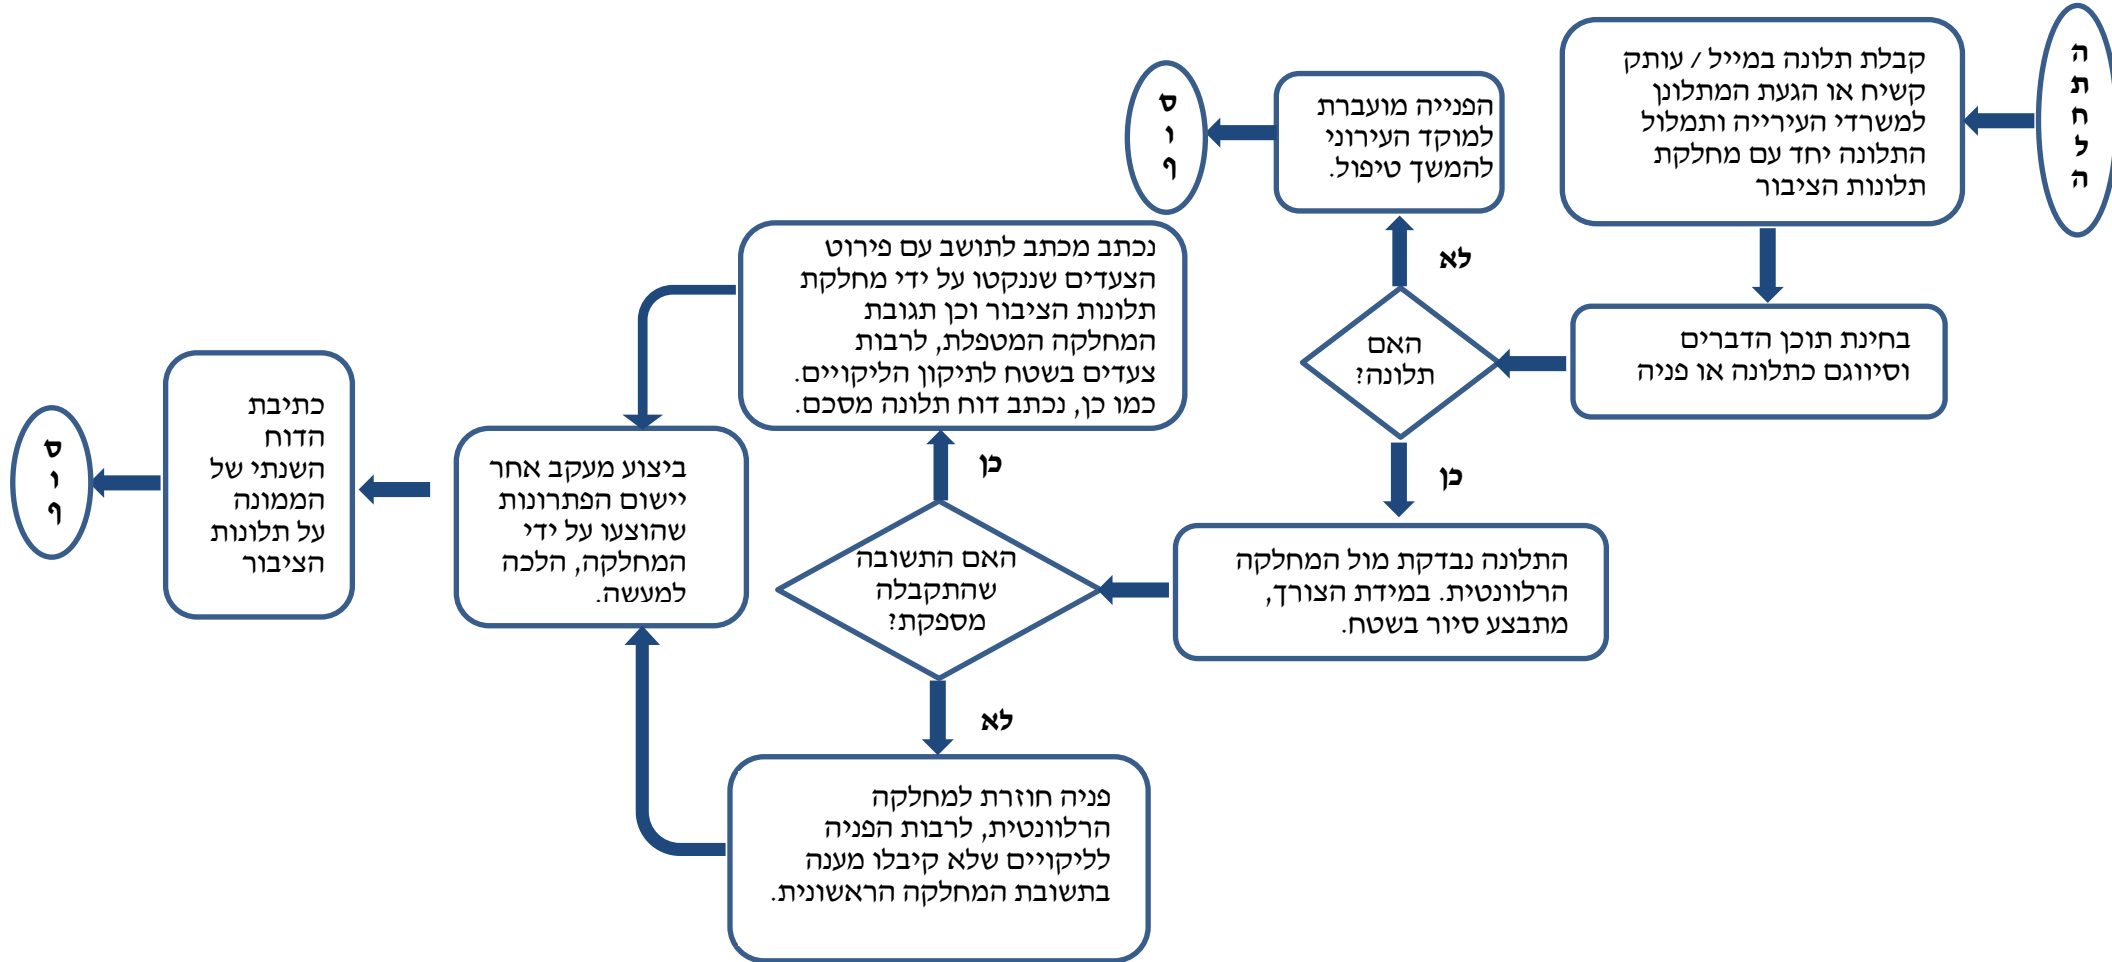 התחלה
קבלת תלונה במייל / עותק
קשיח או הגעת המתלונן
למשרדי העירייה ותמלול
התלונה יחד עם מחלקת
תלונות הציבור
בחינת תוכן הדברים
וסיווגם כתלונה או פניה
האם
תלונה?
לא
הפנייה מועברת
למוקד העירוני
להמשך טיפול.
סוף
כן
התלונה נבדקת מול המחלקה
הרלוונטית. במידת הצורך,
מתבצע סיור בשטח.
האם התשובה
שהתקבלה
מספקת?
כן
נכתב מכתב לתושב עם פירוט
הצעדים שננקטו על ידי מחלקת
תלונות הציבור וכן תגובת
המחלקה המטפלת, לרבות
צעדים בשטח לתיקון הליקויים.
כמו כן, נכתב דוח תלונה מסכם.
לא
פניה חוזרת למחלקה
הרלוונטית, לרבות הפניה
לליקויים שלא קיבלו מענה
בתשובת המחלקה הראשונית.
ביצוע מעקב אחר
יישום הפתרונות
שהוצעו על ידי
המחלקה, הלכה
למעשה.
כתיבת
הדוח
השנתי של
הממונה
על תלונות
הציבור
סוף